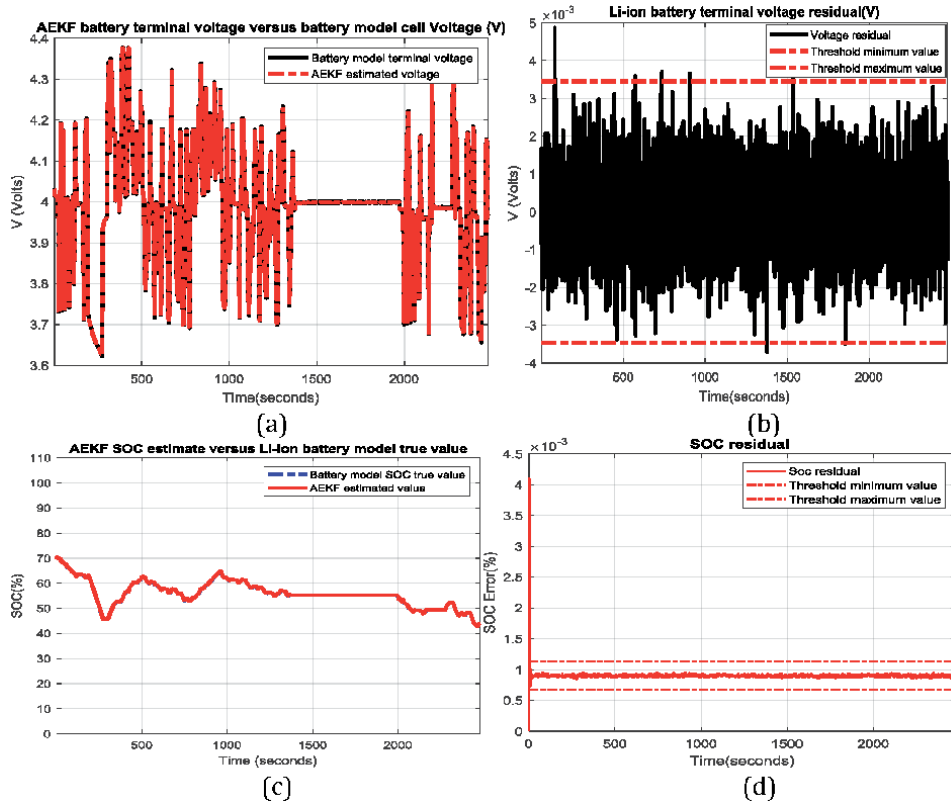 AEKF battery terminal voltage versus battery model cell Voltage (V)
4.4
4.3
4.2
4.1
4
3.9
3.8
3.7
3.6
V (Volts)
Battery model terminal voltage
AEKF estimated voltage
500
1000
1500
2000
Time(seconds)
(a)
Li-ion battery terminal voltage residual(V)
×10⁻³
5
4
3
2
1
0
-1
-2
-3
-4
V (Volts)
Voltage residual
Threshold minimum value
Threshold maximum value
600
1000
1500
2000
Time(seconds)
(b)
AEKF SOC estimate versus Li-ion battery model true value
110
100
90
80
70
60
50
40
30
20
10
0
SOC(%)
Battery model SOC true value
AEKF estimated value
500
1000
1500
2000
Time (seconds)
(c)
SOC residual
×10⁻³
4.5
4
3.5
3
2.5
2
1.5
1
0.5
0
SOC Error(%)
Soc residual
Threshold minimum value
Threshold maximum value
0
500
1000
1500
2000
Time (seconds)
(d)